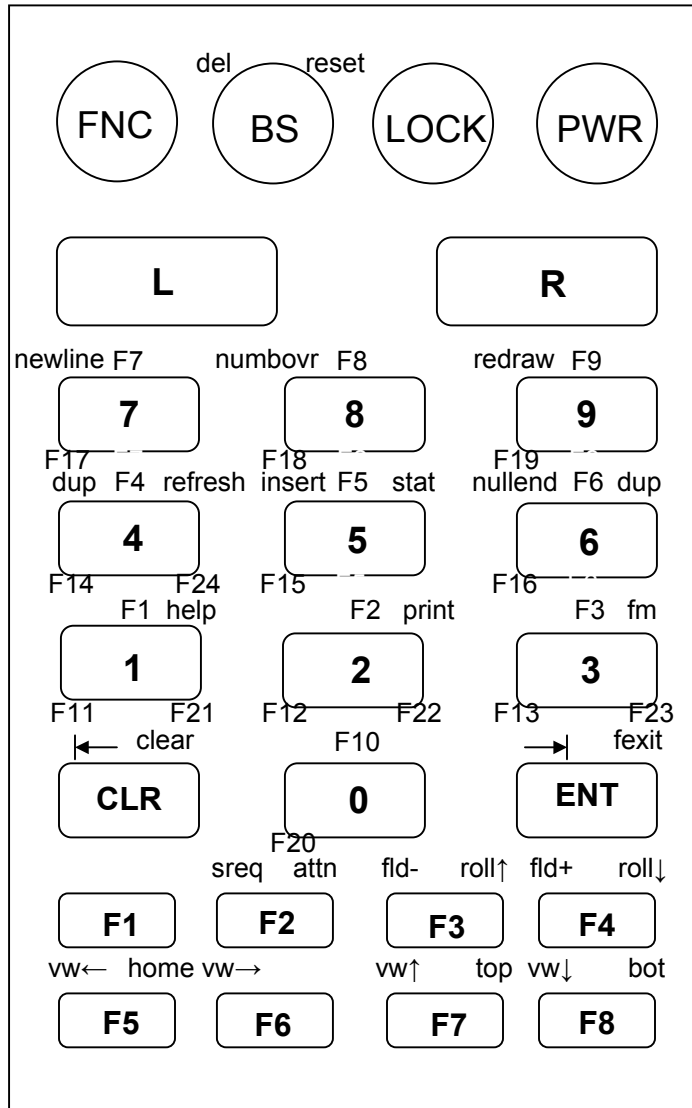 del reset
FNC BS LOCK PWR
L R
newline F7 numbovr F8 redraw F9
7 8 9
F17 F18 F19
dup F4 refresh insert F5 stat nullend F6 dup
4 5 6
F14 F24 F15 F16
F1 help F2 print F3 fm
1 2 3
F11 F21 F12 F22 F13 F23
|← clear F10 →| fexit
CLR 0 ENT
F20
sreq attn fld- roll↑ fld+ roll↓
F1 F2 F3 F4
vw← home vw→ vw↑ top vw↓ bot
F5 F6 F7 F8